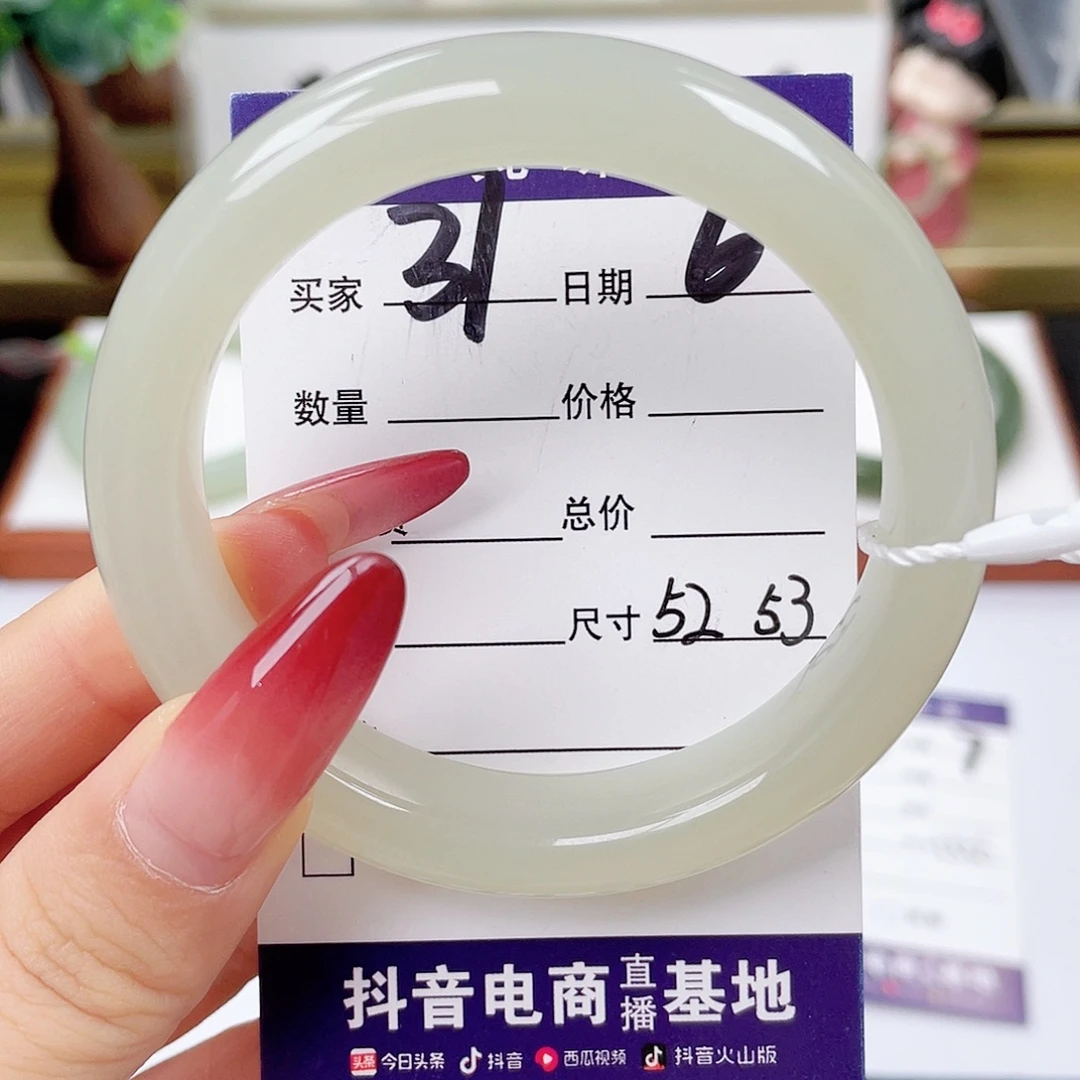 买家 31 日期 6
数量 价格
总价
尺寸 52 53
抖音电商直播基地
头条 今日头条 抖音 西瓜视频 抖音火山版
7